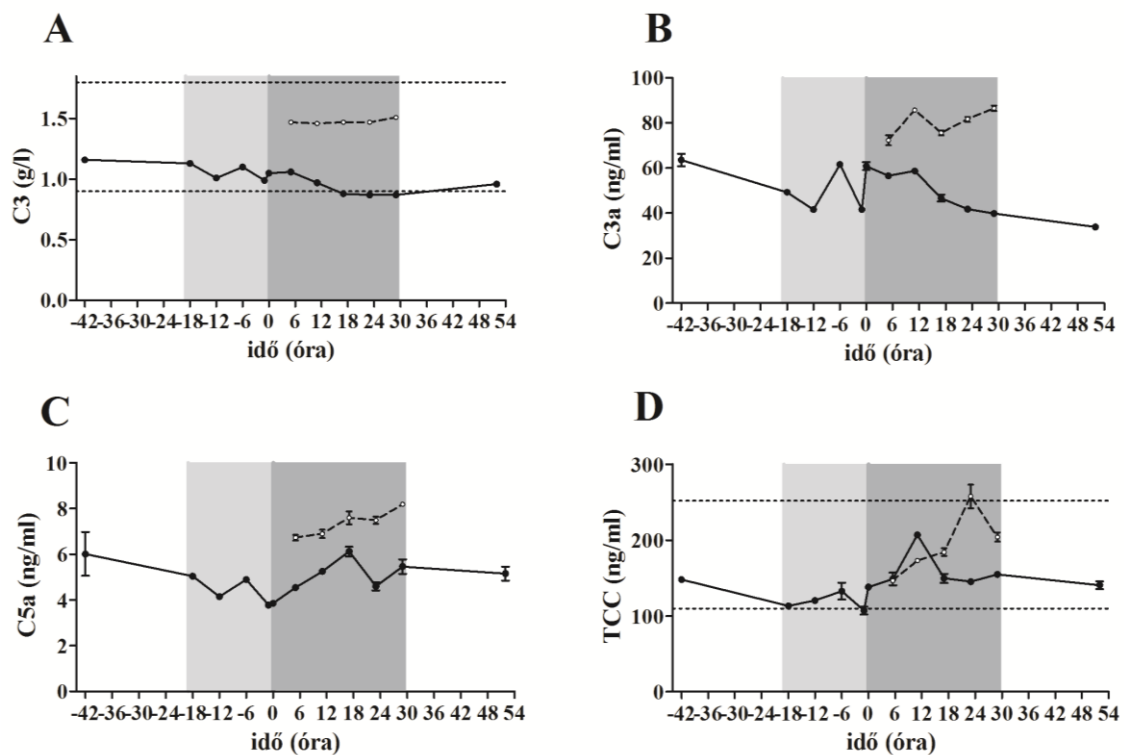 A
C3 (g/l)
1.5
1.0
0.5
0.0
-42-36-30-24-18-12 -6 0 6 12 18 24 30 36 42 48 54
idő (óra)
B
C3a (ng/ml)
100
80
60
40
20
0
-42-36-30-24-18-12 -6 0 6 12 18 24 30 36 42 48 54
idő (óra)
C
C5a (ng/ml)
10
8
6
4
2
0
-42-36-30-24-18-12 -6 0 6 12 18 24 30 36 42 48 54
idő (óra)
D
TCC (ng/ml)
300
200
100
0
-42-36-30-24-18-12 -6 0 6 12 18 24 30 36 42 48 54
idő (óra)